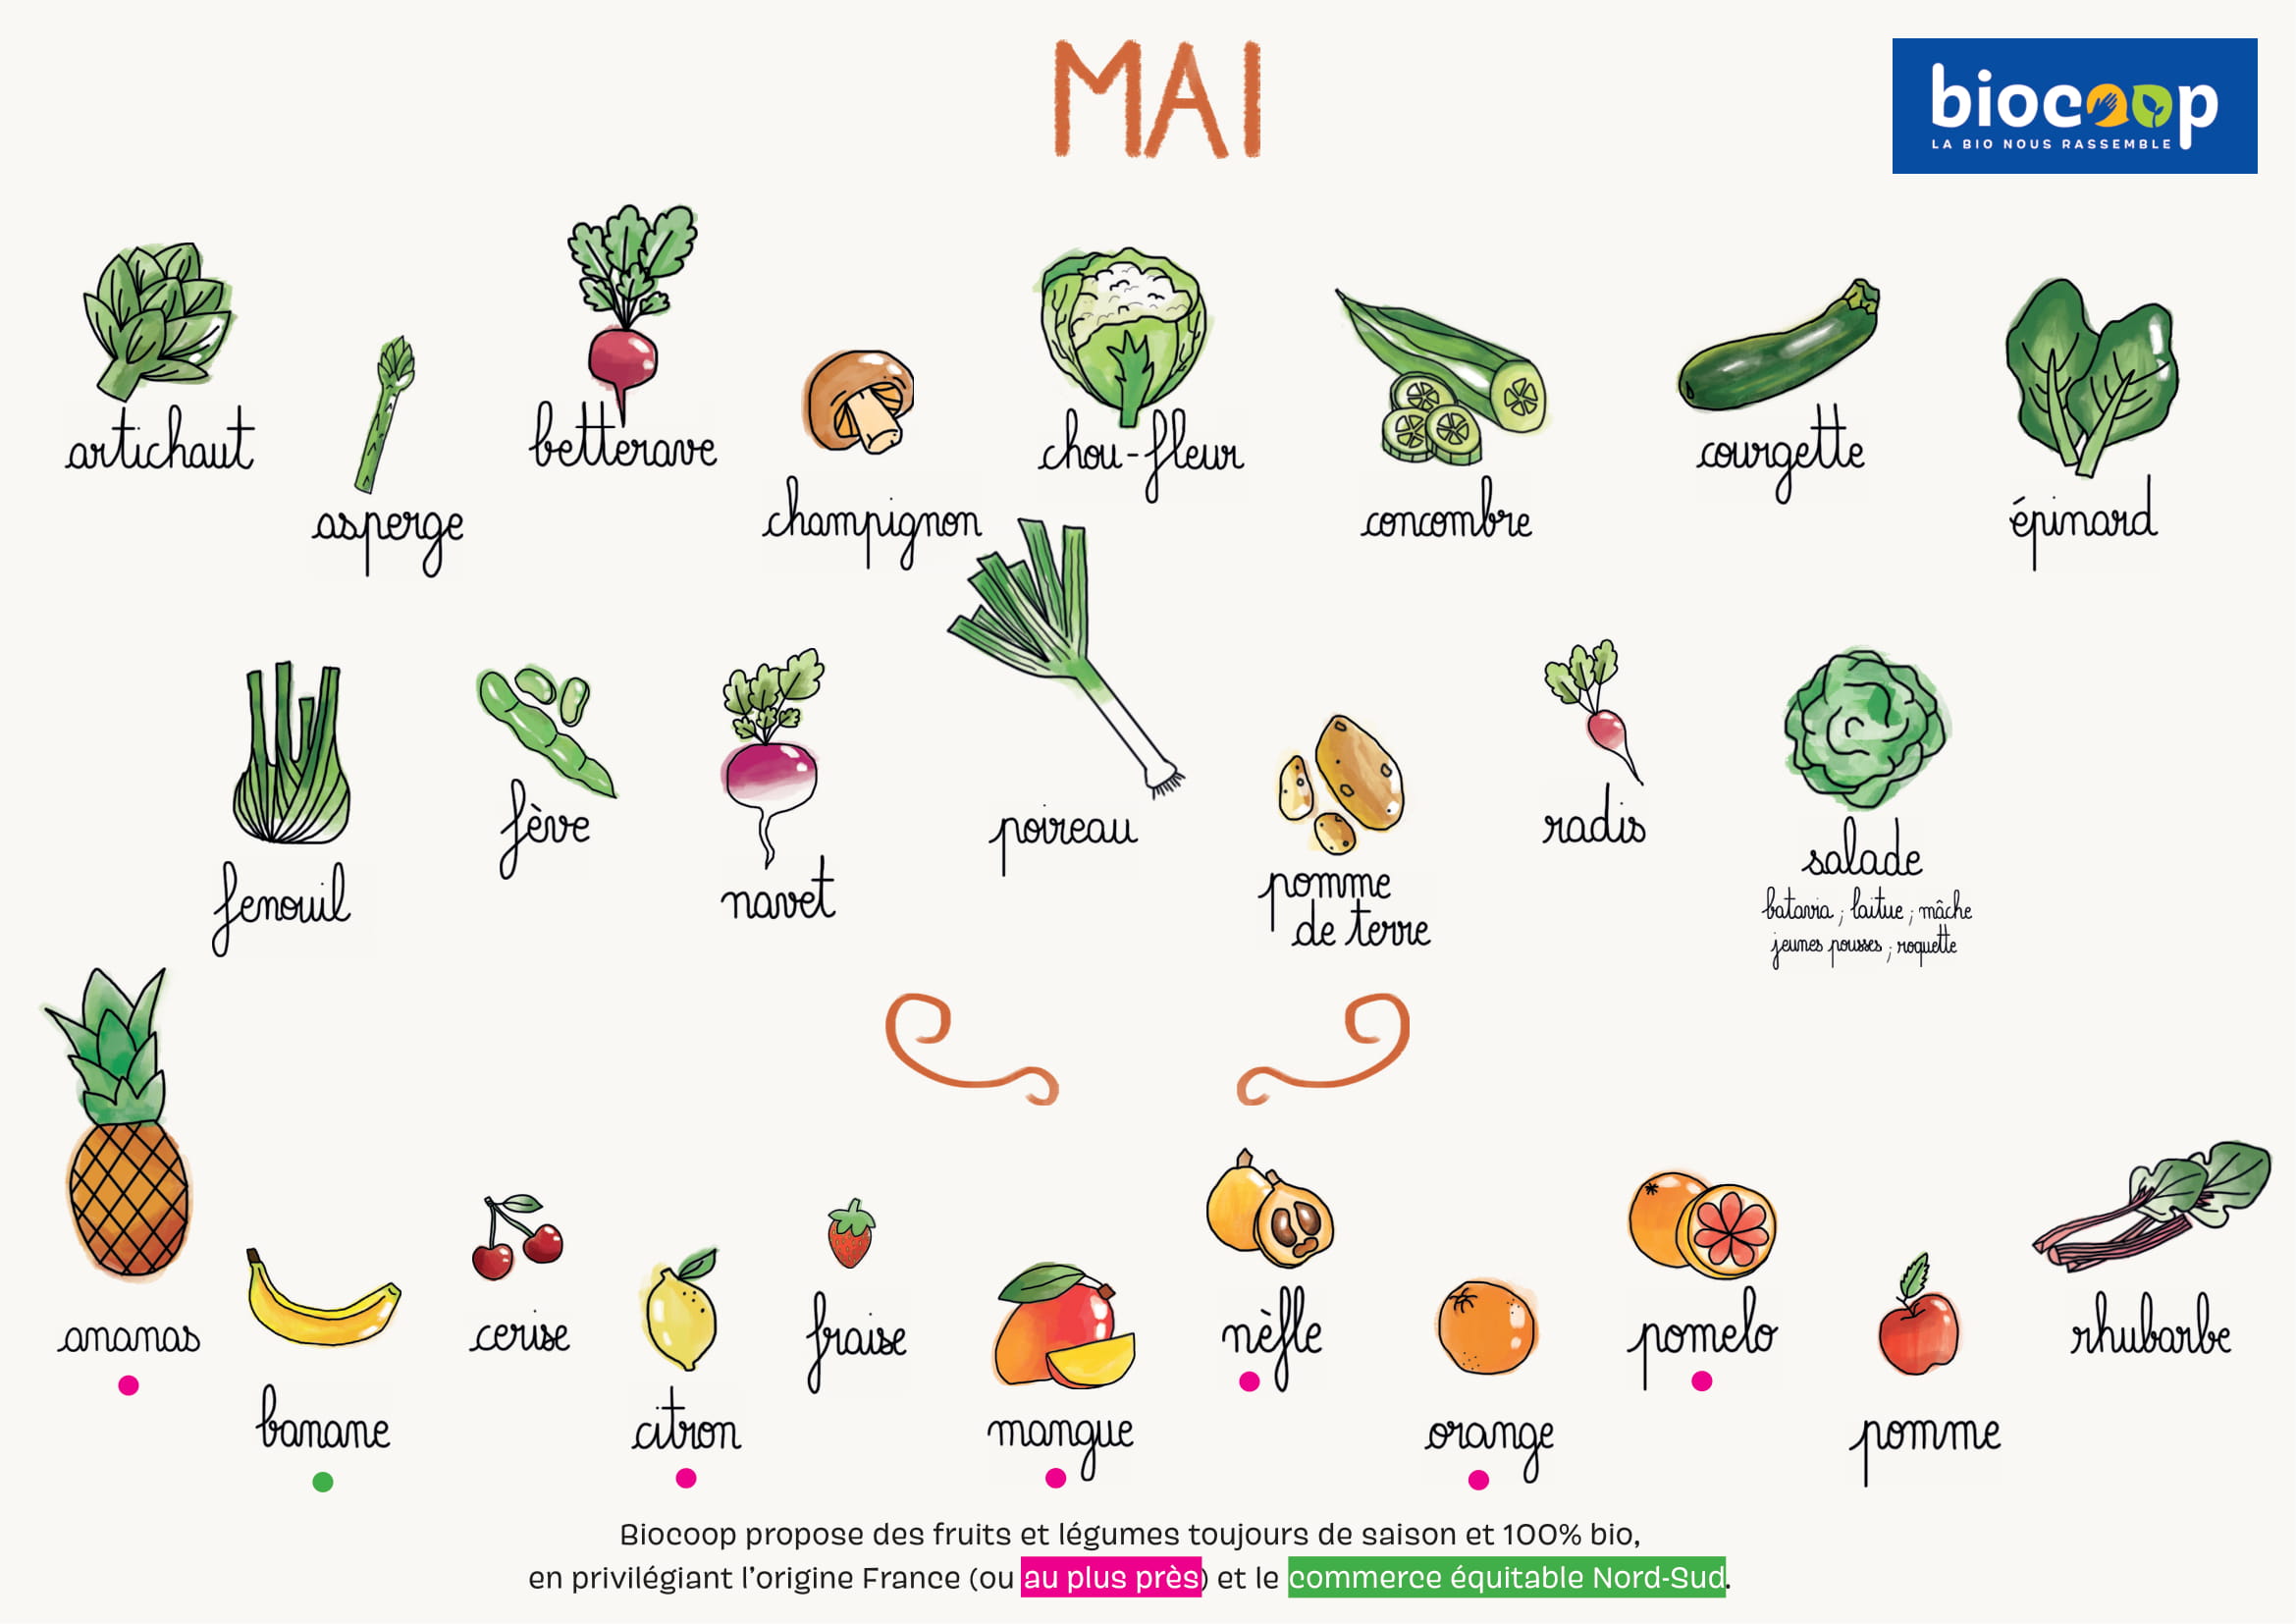 MAI
biocoop
LA BIO NOUS RASSEMBLE
artichaut
asperge
betterave
champignon
chou-fleur
concombre
courgette
épinard
fenouil
fève
navet
poireau
pomme
de terre
radis
salade
batavia ; laitue ; mâche
jeunes pousses ; roquette
ananas
banane
cerise
citron
fraise
mangue
nèfle
orange
pomelo
pomme
rhubarbe
Biocoop propose des fruits et légumes toujours de saison et 100% bio,
en privilégiant l'origine France (ou au plus près) et le commerce équitable Nord-Sud.